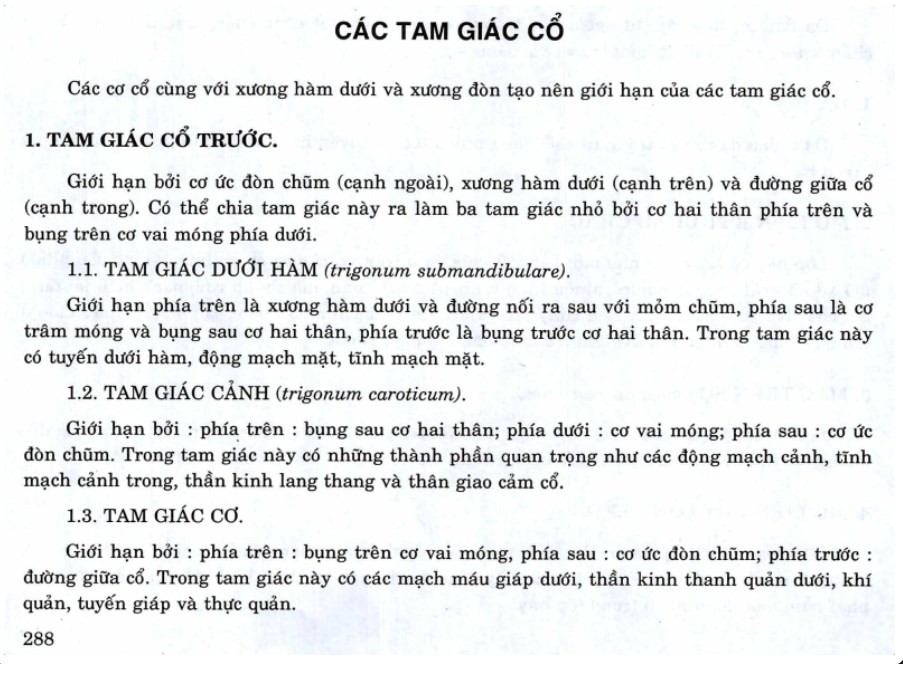 CÁC TAM GIÁC CỔ
Các cơ cổ cùng với xương hàm dưới và xương đòn tạo nên giới hạn của các tam giác cổ.
1. TAM GIÁC CỔ TRƯỚC.
Giới hạn bởi cơ ức đòn chũm (cạnh ngoài), xương hàm dưới (cạnh trên) và đường giữa cổ
(cạnh trong). Có thể chia tam giác này ra làm ba tam giác nhỏ bởi cơ hai thân phía trên và
bụng trên cơ vai móng phía dưới.
1.1. TAM GIÁC DƯỚI HÀM (trigonum submandibulare).
Giới hạn phía trên là xương hàm dưới và đường nối ra sau với mỏm chũm, phía sau là cơ
trâm móng và bụng sau cơ hai thân, phía trước là bụng trước cơ hai thân. Trong tam giác nây
có tuyến dưới hàm, động mạch mặt, tĩnh mạch mặt.
1.2. TAM GIÁC CẢNH (trigonum caroticum).
Giới hạn bởi : phía trên : bụng sau cơ hai thân; phía dưới : cơ vai móng; phía sau : cơ ức
đòn chũm. Trong tam giác này có những thành phần quan trọng như các động mạch cảnh, tĩnh
mạch cảnh trong, thần kinh lang thang và thân giao cảm cổ.
1.3. TAM GIÁC CƠ.
Giới hạn bởi : phía trên : bụng trên cơ vai móng, phía sau : cơ ức đòn chũm; phía trước :
đường giữa cổ. Trong tam giác này có các mạch máu giáp dưới, thần kinh thanh quản dưới, khí
quản, tuyến giáp và thực quản.
288